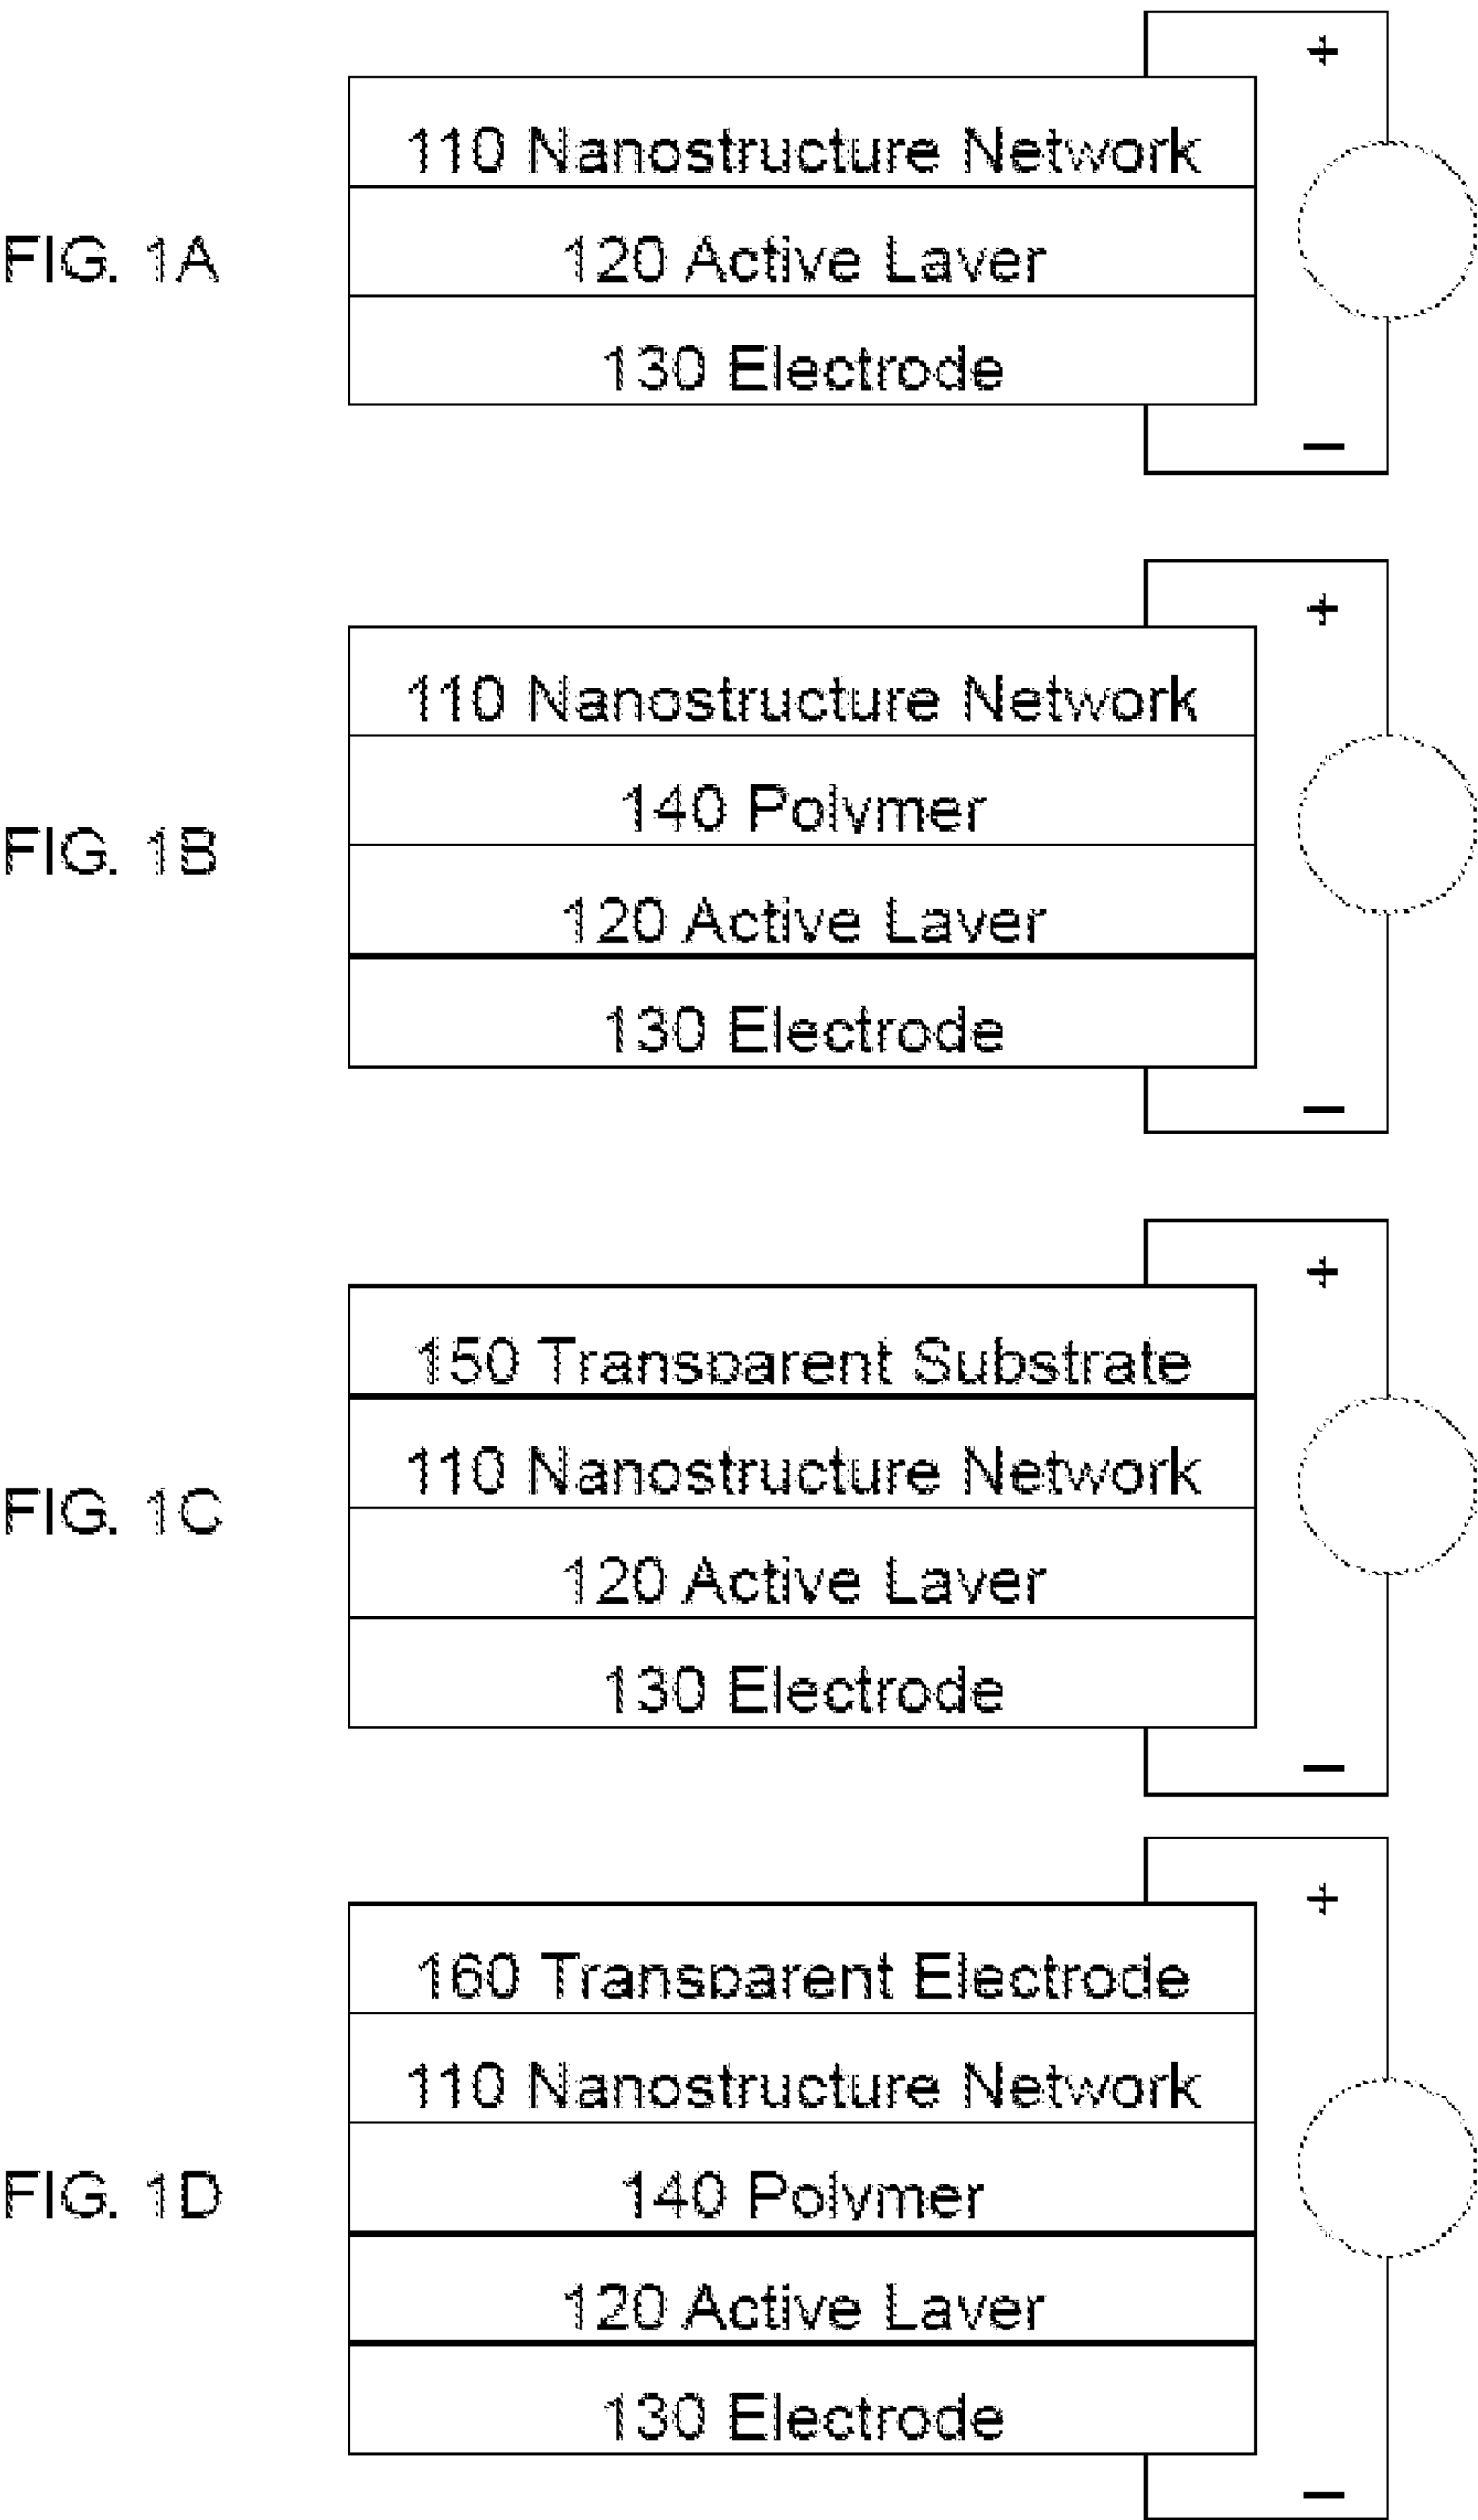 +
110 Nanostructure Network
FIG. 1A
120 Active Layer
130 Electrode
−
+
110 Nanostructure Network
140 Polymer
FIG. 1B
120 Active Layer
130 Electrode
−
+
150 Transparent Substrate
110 Nanostructure Network
FIG. 1C
120 Active Layer
130 Electrode
−
+
160 Transparent Electrode
110 Nanostructure Network
FIG. 1D
140 Polymer
120 Active Layer
130 Electrode
−